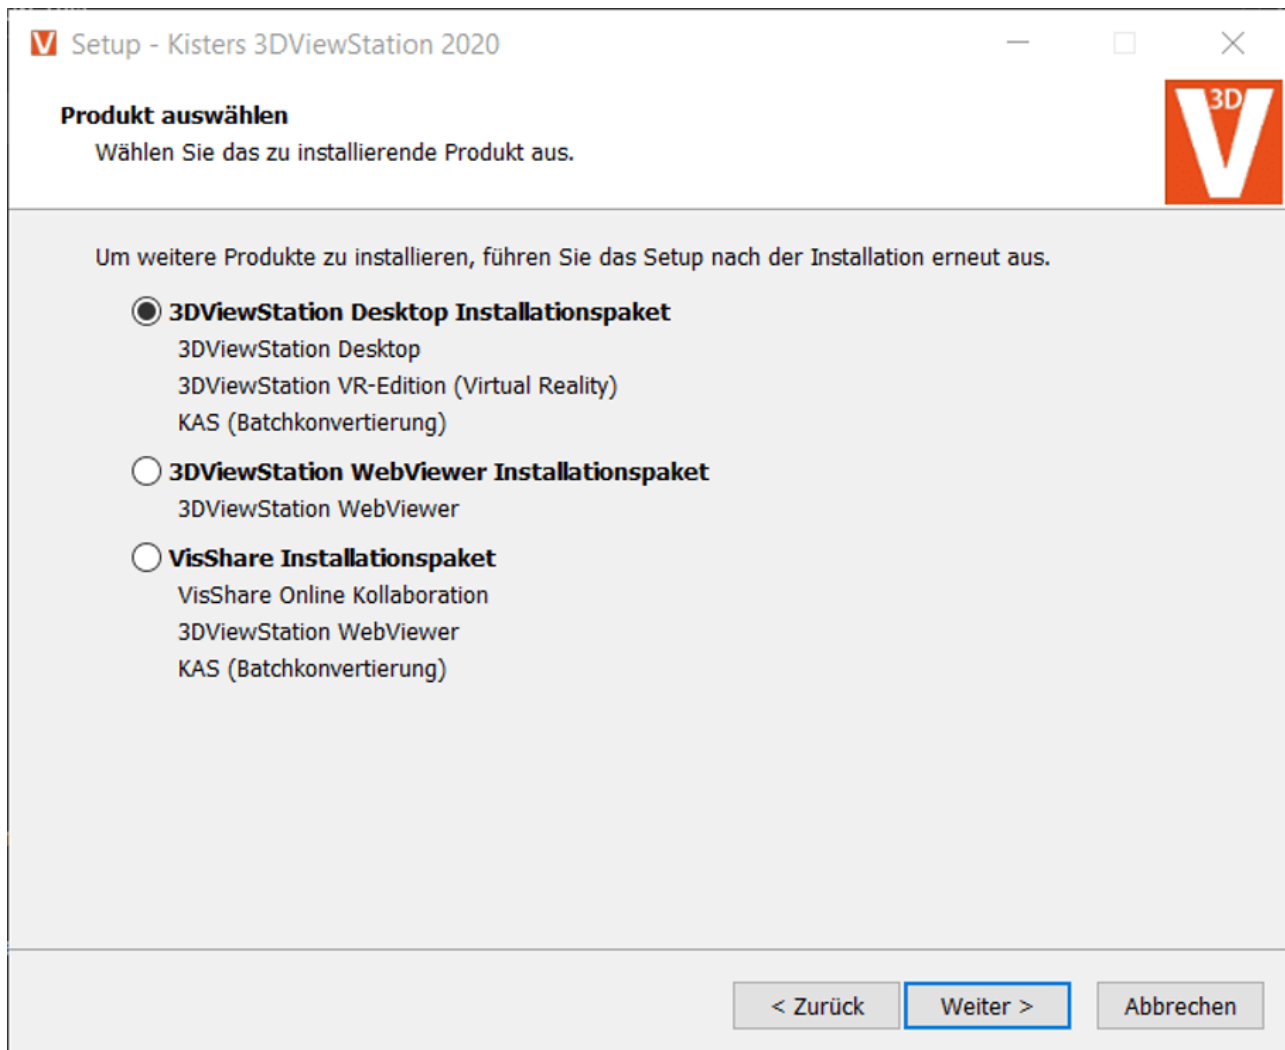 Setup - Kisters 3DViewStation 2020
Produkt auswählen
Wählen Sie das zu installierende Produkt aus.
3D
V
Um weitere Produkte zu installieren, führen Sie das Setup nach der Installation erneut aus.
3DViewStation Desktop Installationspaket
3DViewStation Desktop
3DViewStation VR-Edition (Virtual Reality)
KAS (Batchkonvertierung)
3DViewStation WebViewer Installationspaket
3DViewStation WebViewer
VisShare Installationspaket
VisShare Online Kollaboration
3DViewStation WebViewer
KAS (Batchkonvertierung)
< Zurück
Weiter >
Abbrechen